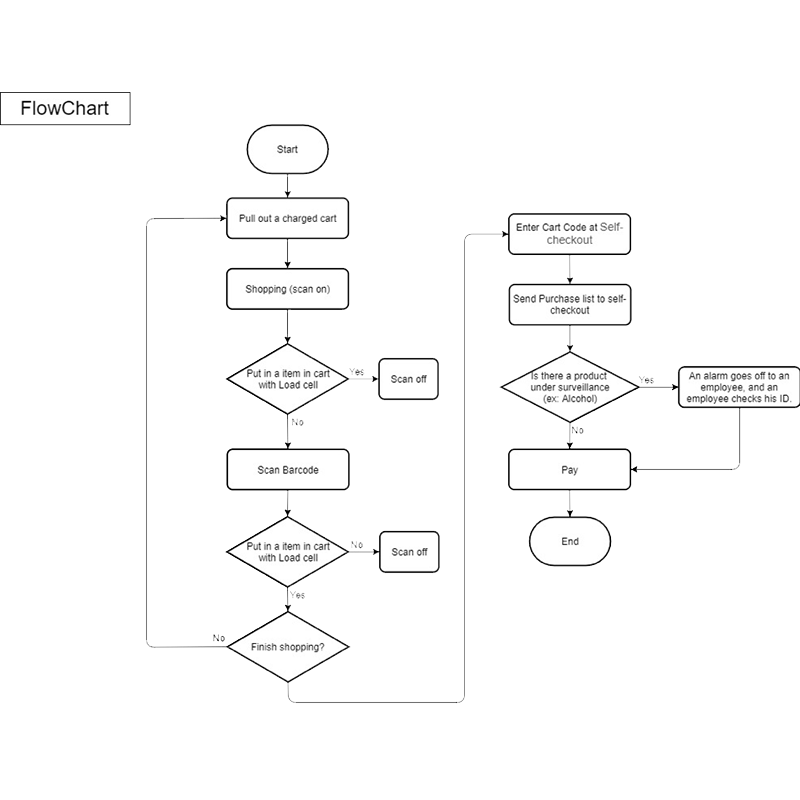 FlowChart
Start
Pull out a charged cart
Shopping (scan on)
Put in a item in cart
with Load cell
Yes
Scan off
No
Scan Barcode
Put in a item in cart
with Load cell
No
Scan off
Yes
Finish shopping?
No
Enter Cart Code at Self-
checkout
Send Purchase list to self-
checkout
Is there a product
under surveillance
(ex: Alcohol)
Yes
An alarm goes off to an
employee, and an
employee checks his ID.
No
Pay
End